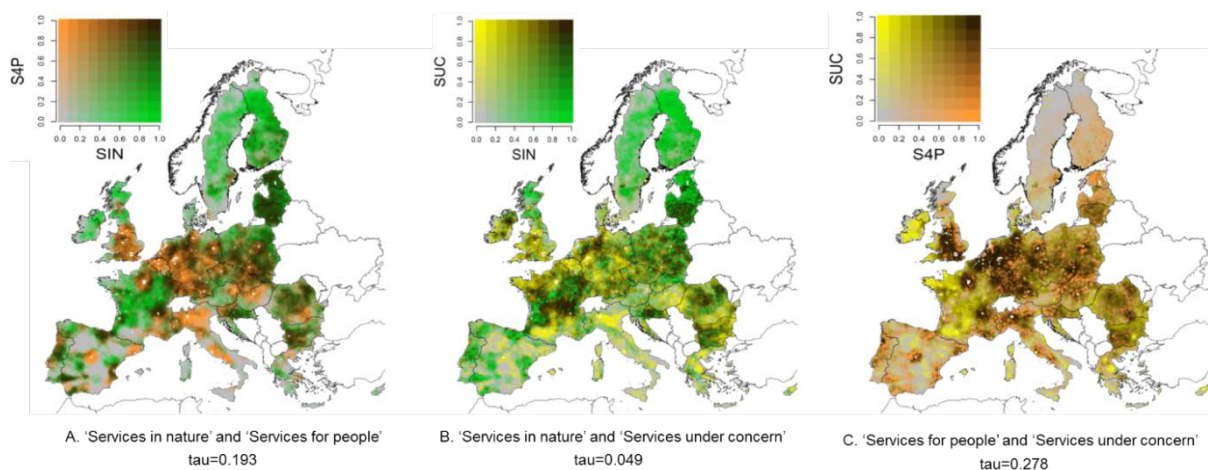 S4P
1.0
0.8
0.6
0.4
0.2
0.0
0.0 0.2 0.4 0.6 0.8 1.0
SIN
SUC
1.0
0.8
0.6
0.4
0.2
0.0
0.0 0.2 0.4 0.6 0.8 1.0
SIN
SUC
1.0
0.8
0.6
0.4
0.2
0.0
0.0 0.2 0.4 0.6 0.8 1.0
S4P
A. ‘Services in nature’ and ‘Services for people’
tau=0.193
B. ‘Services in nature’ and ‘Services under concern’
tau=0.049
C. ‘Services for people’ and ‘Services under concern’
tau=0.278